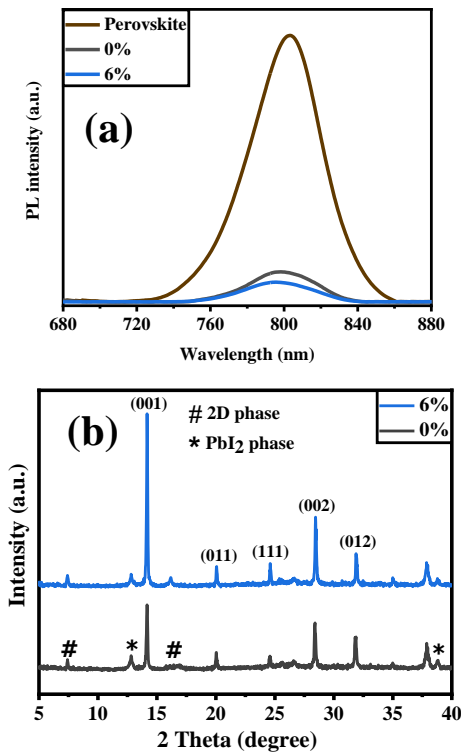 Perovskite
0%
6%
(a)
PL intensity (a.u.)
680 720 760 800 840 880
Wavelength (nm)
(b)
(001)
# 2D phase
* PbI2 phase
6%
0%
(002)
(011)
(111)
(012)
Intensity (a.u.)
# * # *
5 10 15 20 25 30 35 40
2 Theta (degree)